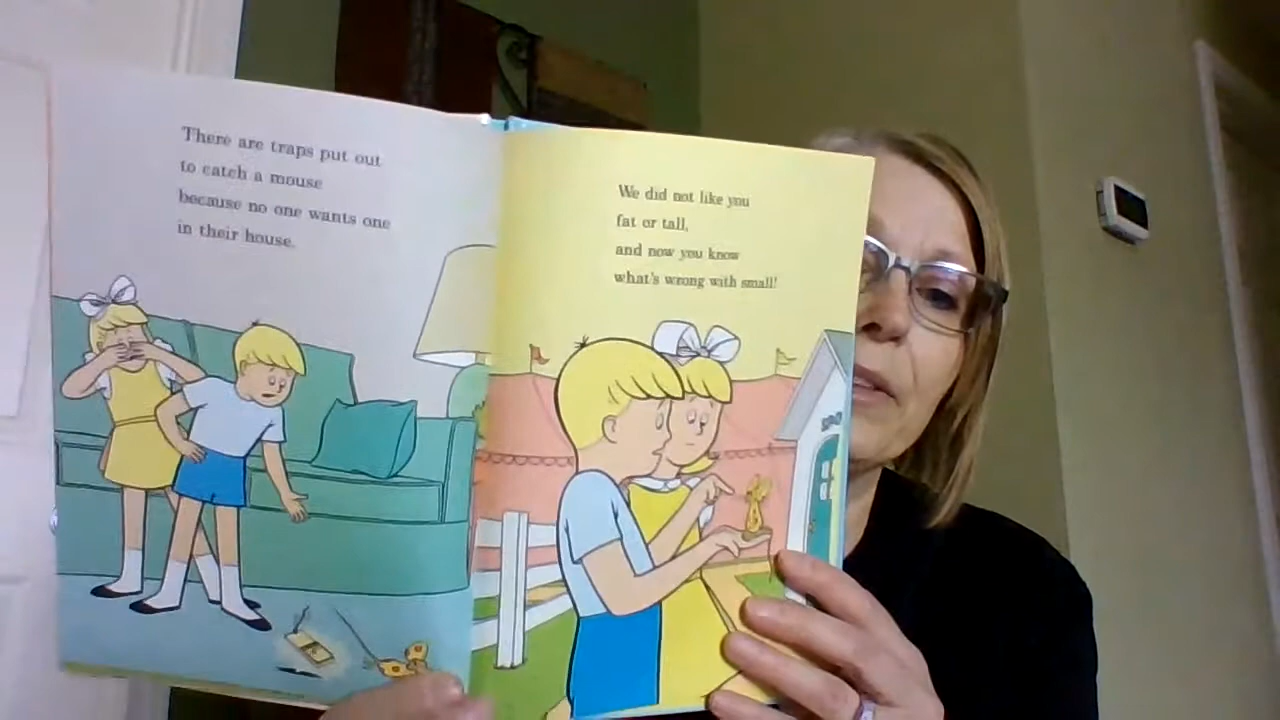 There are traps put out
to catch a mouse
because no one wants one
in their house.
We did not like you
fat or tall,
and now you know
what's wrong with small!